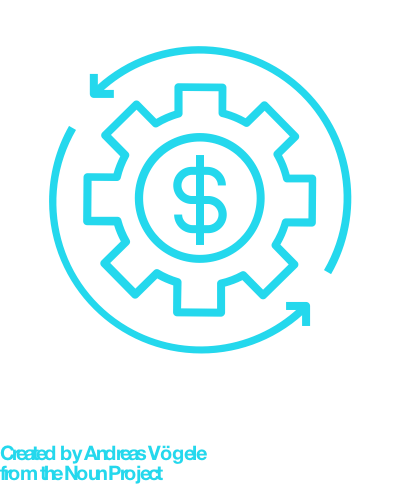 $
Created by Andreas Vögele
from the Noun Project